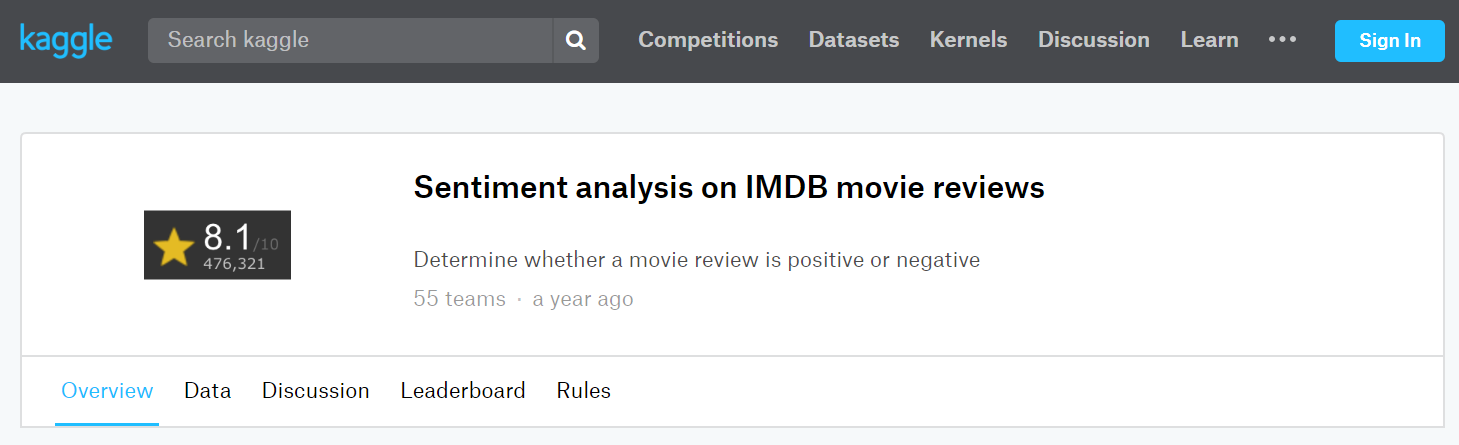 kaggle Search kaggle Competitions Datasets Kernels Discussion Learn ••• Sign In
Sentiment analysis on IMDB movie reviews
8.1/10
476,321
Determine whether a movie review is positive or negative
55 teams · a year ago
Overview Data Discussion Leaderboard Rules